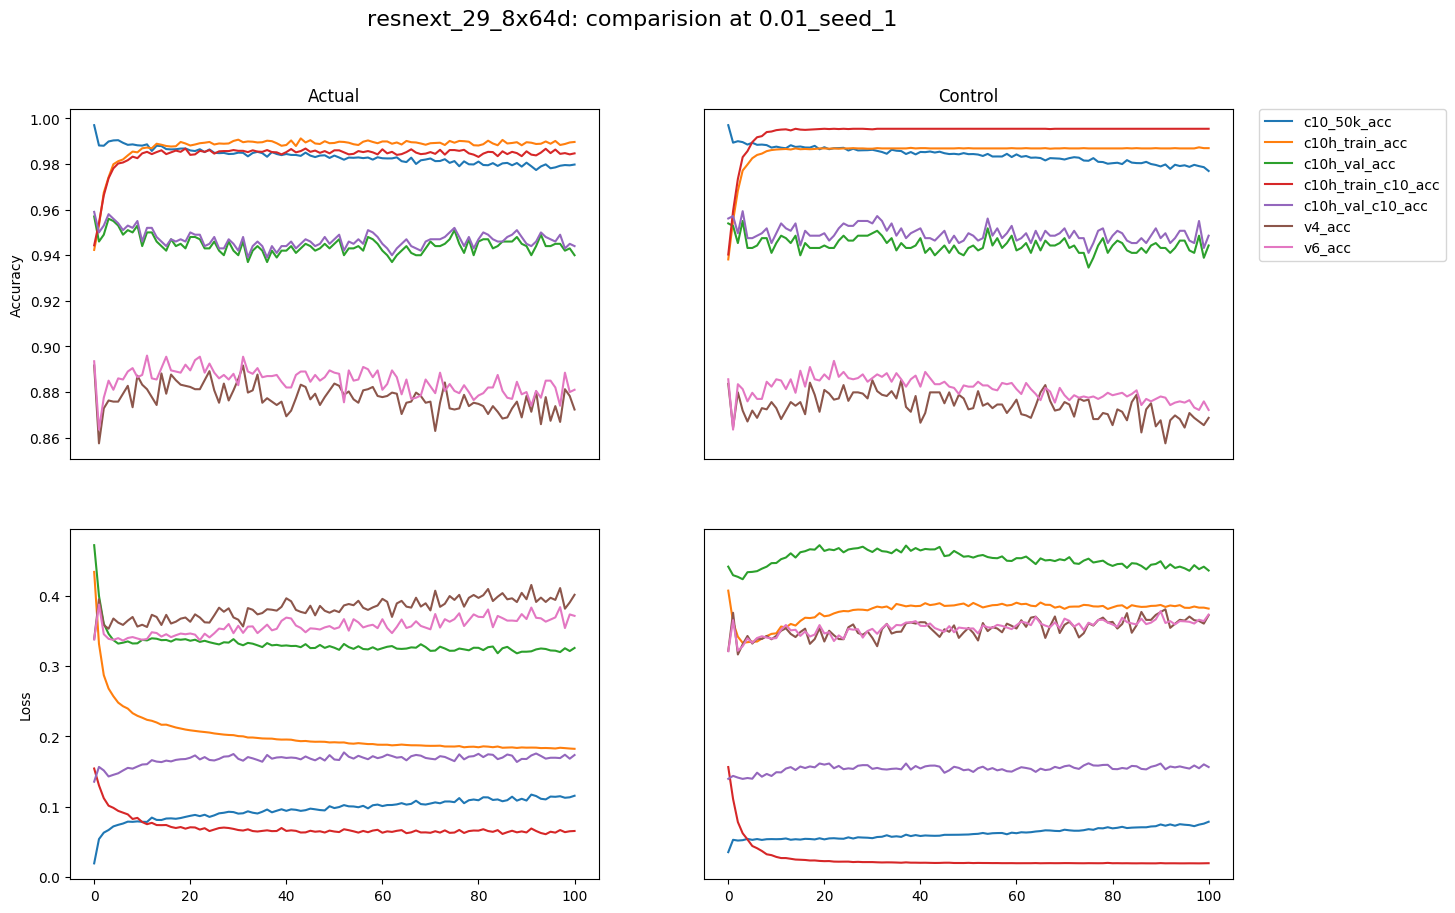 resnext_29_8x64d: comparision at 0.01_seed_1
Actual
Control
Accuracy
1.00
0.98
0.96
0.94
0.92
0.90
0.88
0.86
c10_50k_acc
c10h_train_acc
c10h_val_acc
c10h_train_c10_acc
c10h_val_c10_acc
v4_acc
v6_acc
Loss
0.4
0.3
0.2
0.1
0.0
0 20 40 60 80 100
0 20 40 60 80 100